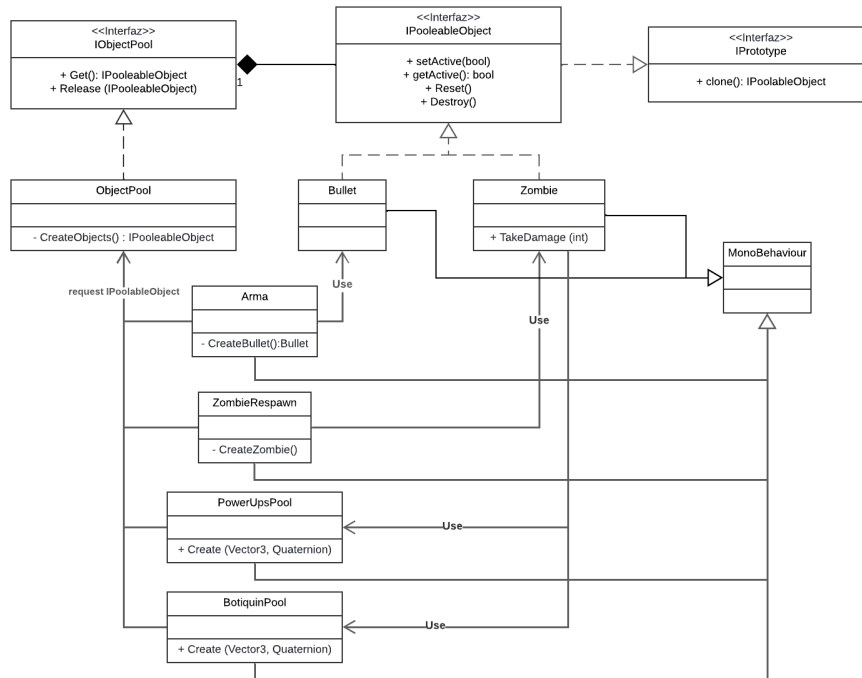 <<Interfaz>>
IObjectPool
+ Get(): IPooleableObject
+ Release (IPooleableObject)
1
<<Interfaz>>
IPooleableObject
+ setActive(bool)
+ getActive(): bool
+ Reset()
+ Destroy()
<<Interfaz>>
IPrototype
+ clone(): IPoolableObject
ObjectPool
- CreateObjects() : IPooleableObject
Bullet
Zombie
+ TakeDamage (int)
MonoBehaviour
request IPoolableObject
Use
Arma
- CreateBullet():Bullet
Use
ZombieRespawn
- CreateZombie()
PowerUpsPool
+ Create (Vector3, Quaternion)
Use
BotiquinPool
+ Create (Vector3, Quaternion)
Use